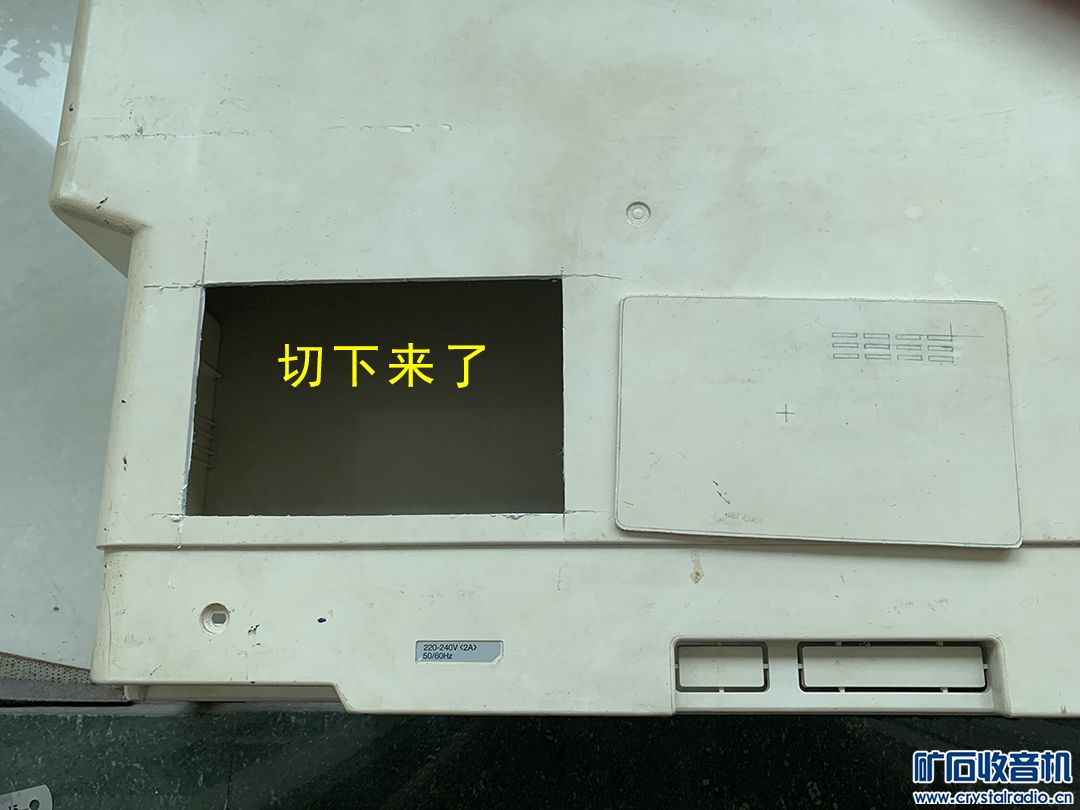 切下来了
220-240V <2A>
50/60Hz
矿石收音机
www.crystalradio.cn